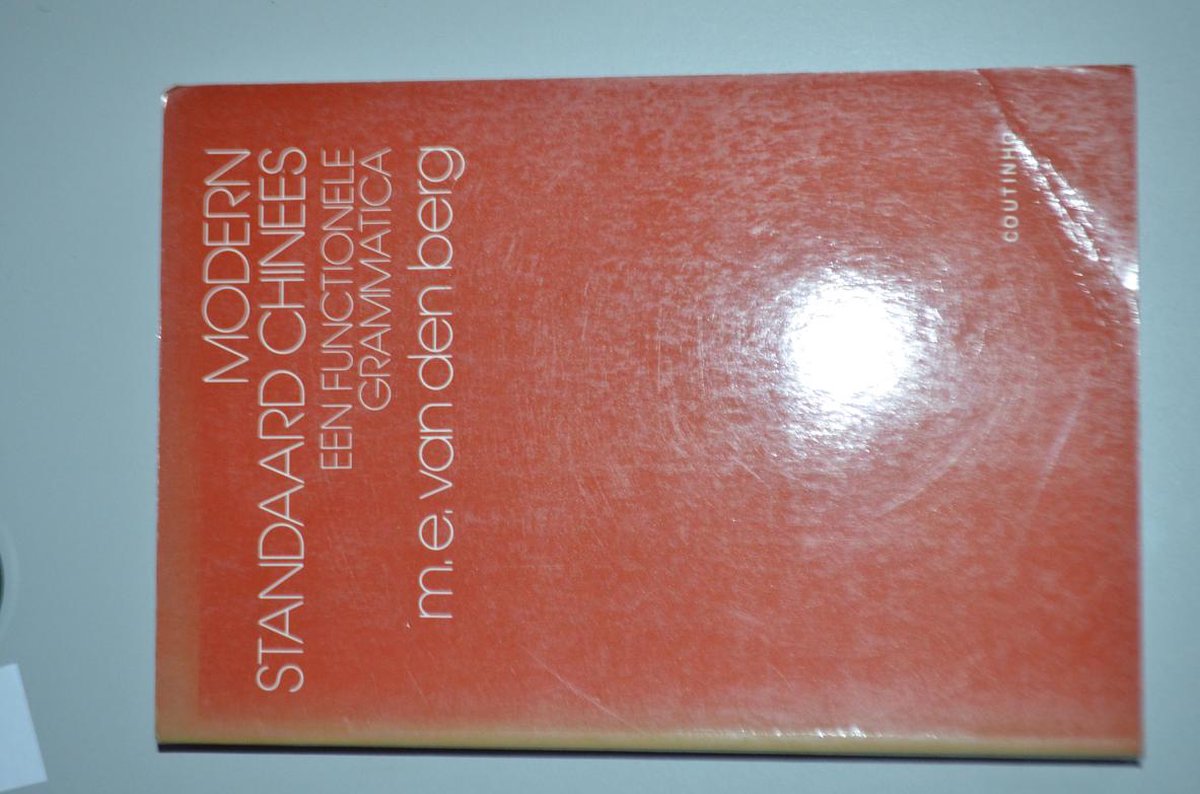 MODERN
STANDAARD CHINEES
EEN FUNCTIONELE
GRAMMATICA
m.e. van den berg
COUTINHO